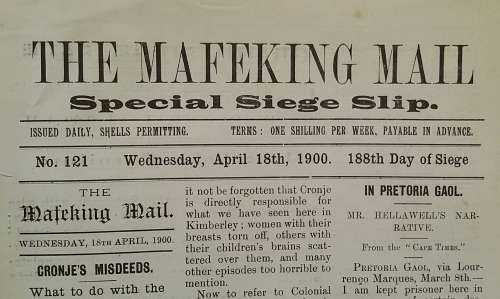 THE MAFEKING MAIL
Special Siege Slip.
ISSUED DAILY, SHELLS PERMITTING. TERMS: ONE SHILLING PER WEEK, PAYABLE IN ADVANCE.
No. 121 Wednesday, April 18th, 1900. 188th Day of Siege
THE
Mafeking Mail.
WEDNESDAY, 18TH APRIL, 1900.
CRONJE'S MISDEEDS.
What to do with the
it not be forgotten that Cronje
is directly responsible for
what we have seen here in
Kimberley; women with their
breasts torn off, others with
their children's brains scat-
tered over them, and many
other episodes too horrible to
mention.
Now to refer to Colonial
IN PRETORIA GAOL.
MR. HELLAWELL'S NAR-
RATIVE.
From the "CAPE TIMES."
PRETORIA GAOL, via Lour-
renço Marques, March 8th.—
I am kept prisoner here in